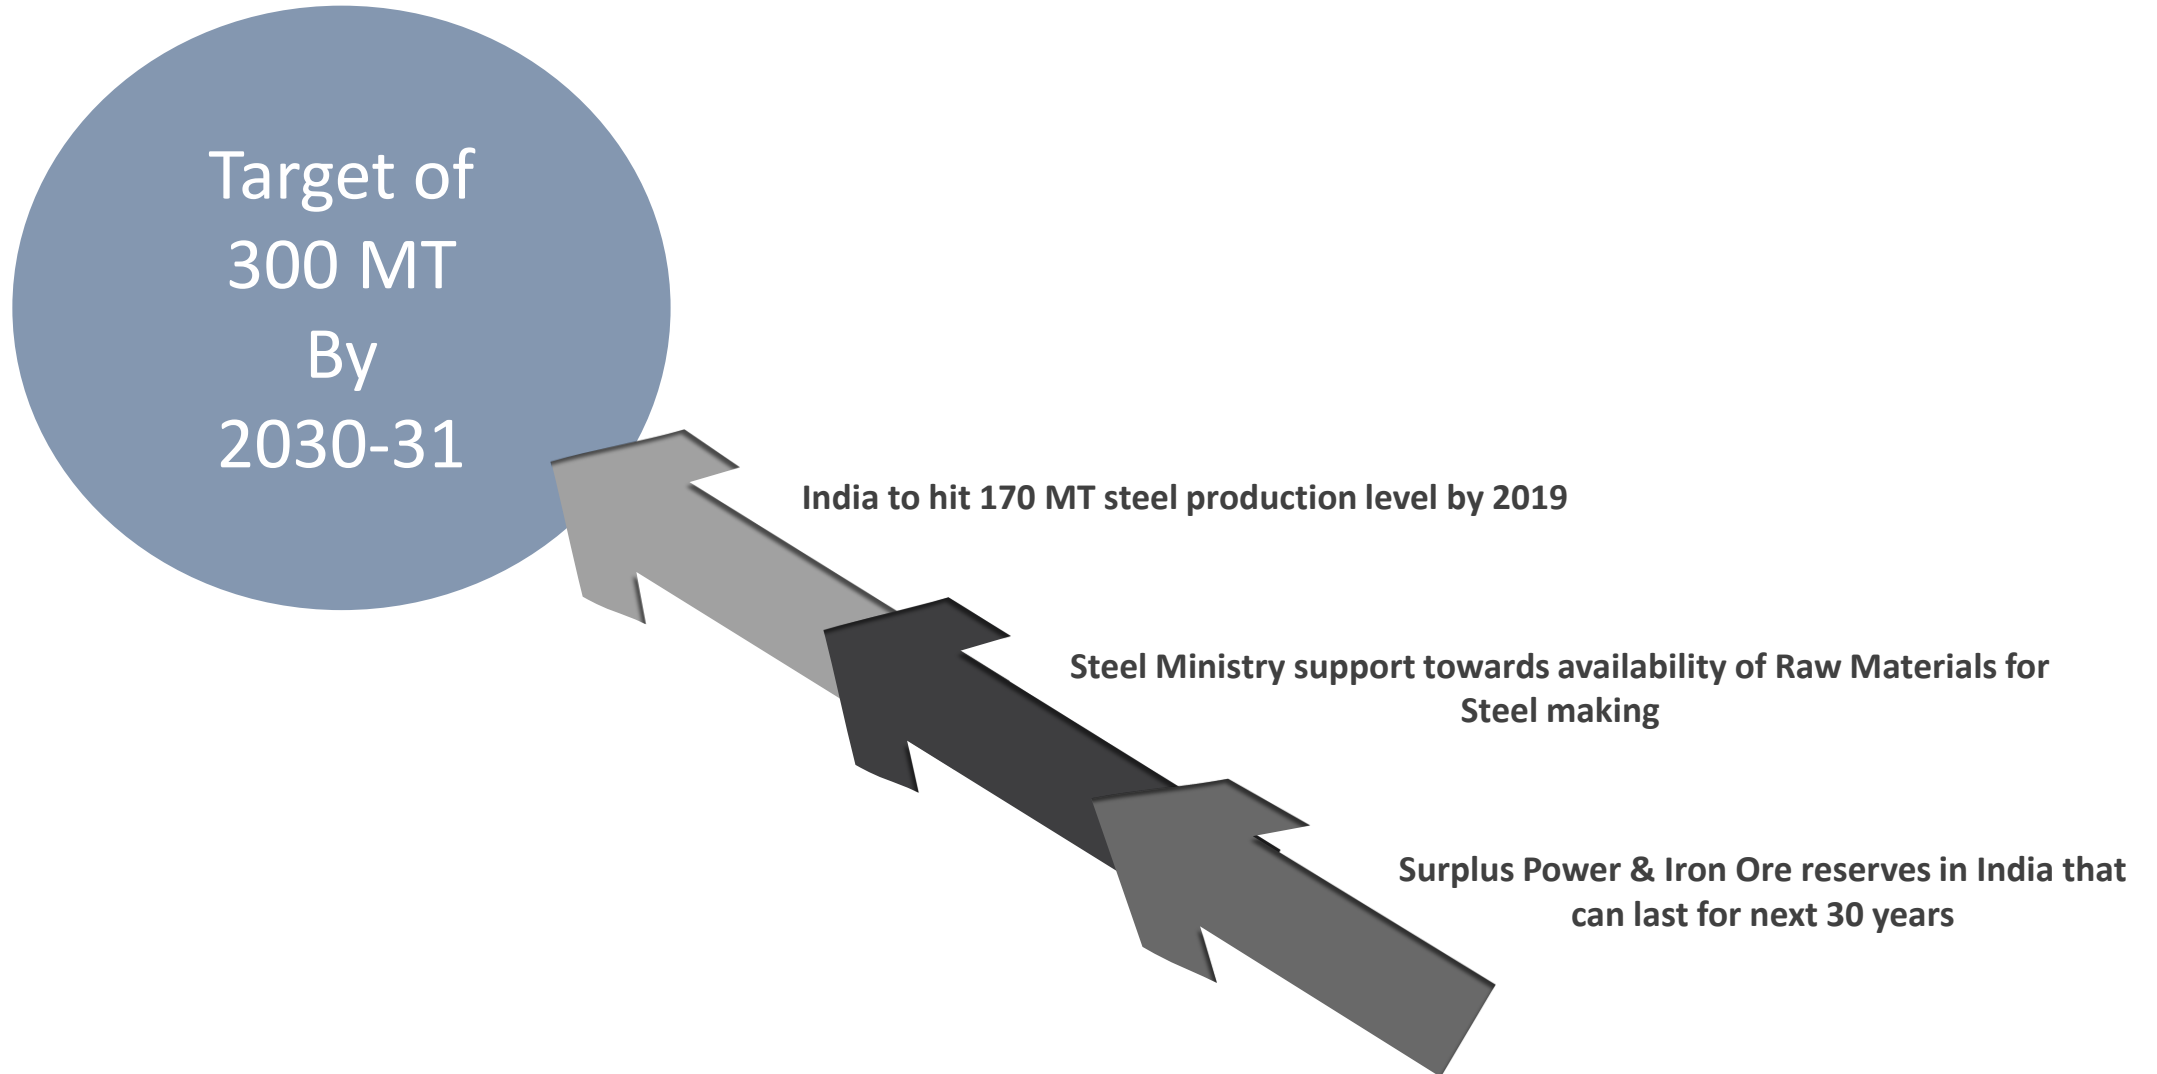 Target of
300 MT
By
2030-31
India to hit 170 MT steel production level by 2019
Steel Ministry support towards availability of Raw Materials for
Steel making
Surplus Power & Iron Ore reserves in India that
can last for next 30 years